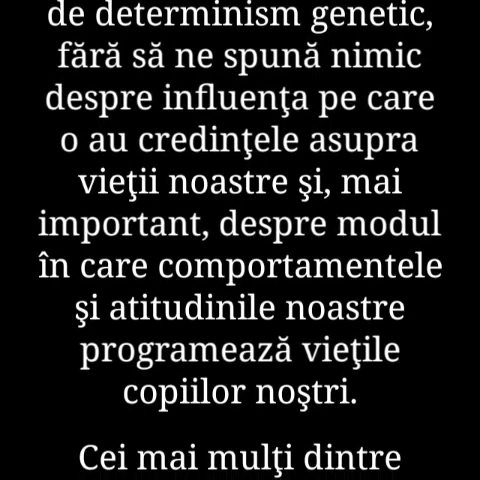 de determinism genetic,
fără să ne spună nimic
despre influenţa pe care
o au credinţele asupra
vieţii noastre şi, mai
important, despre modul
în care comportamentele
şi atitudinile noastre
programează vieţile
copiilor noştri.
Cei mai mulţi dintre